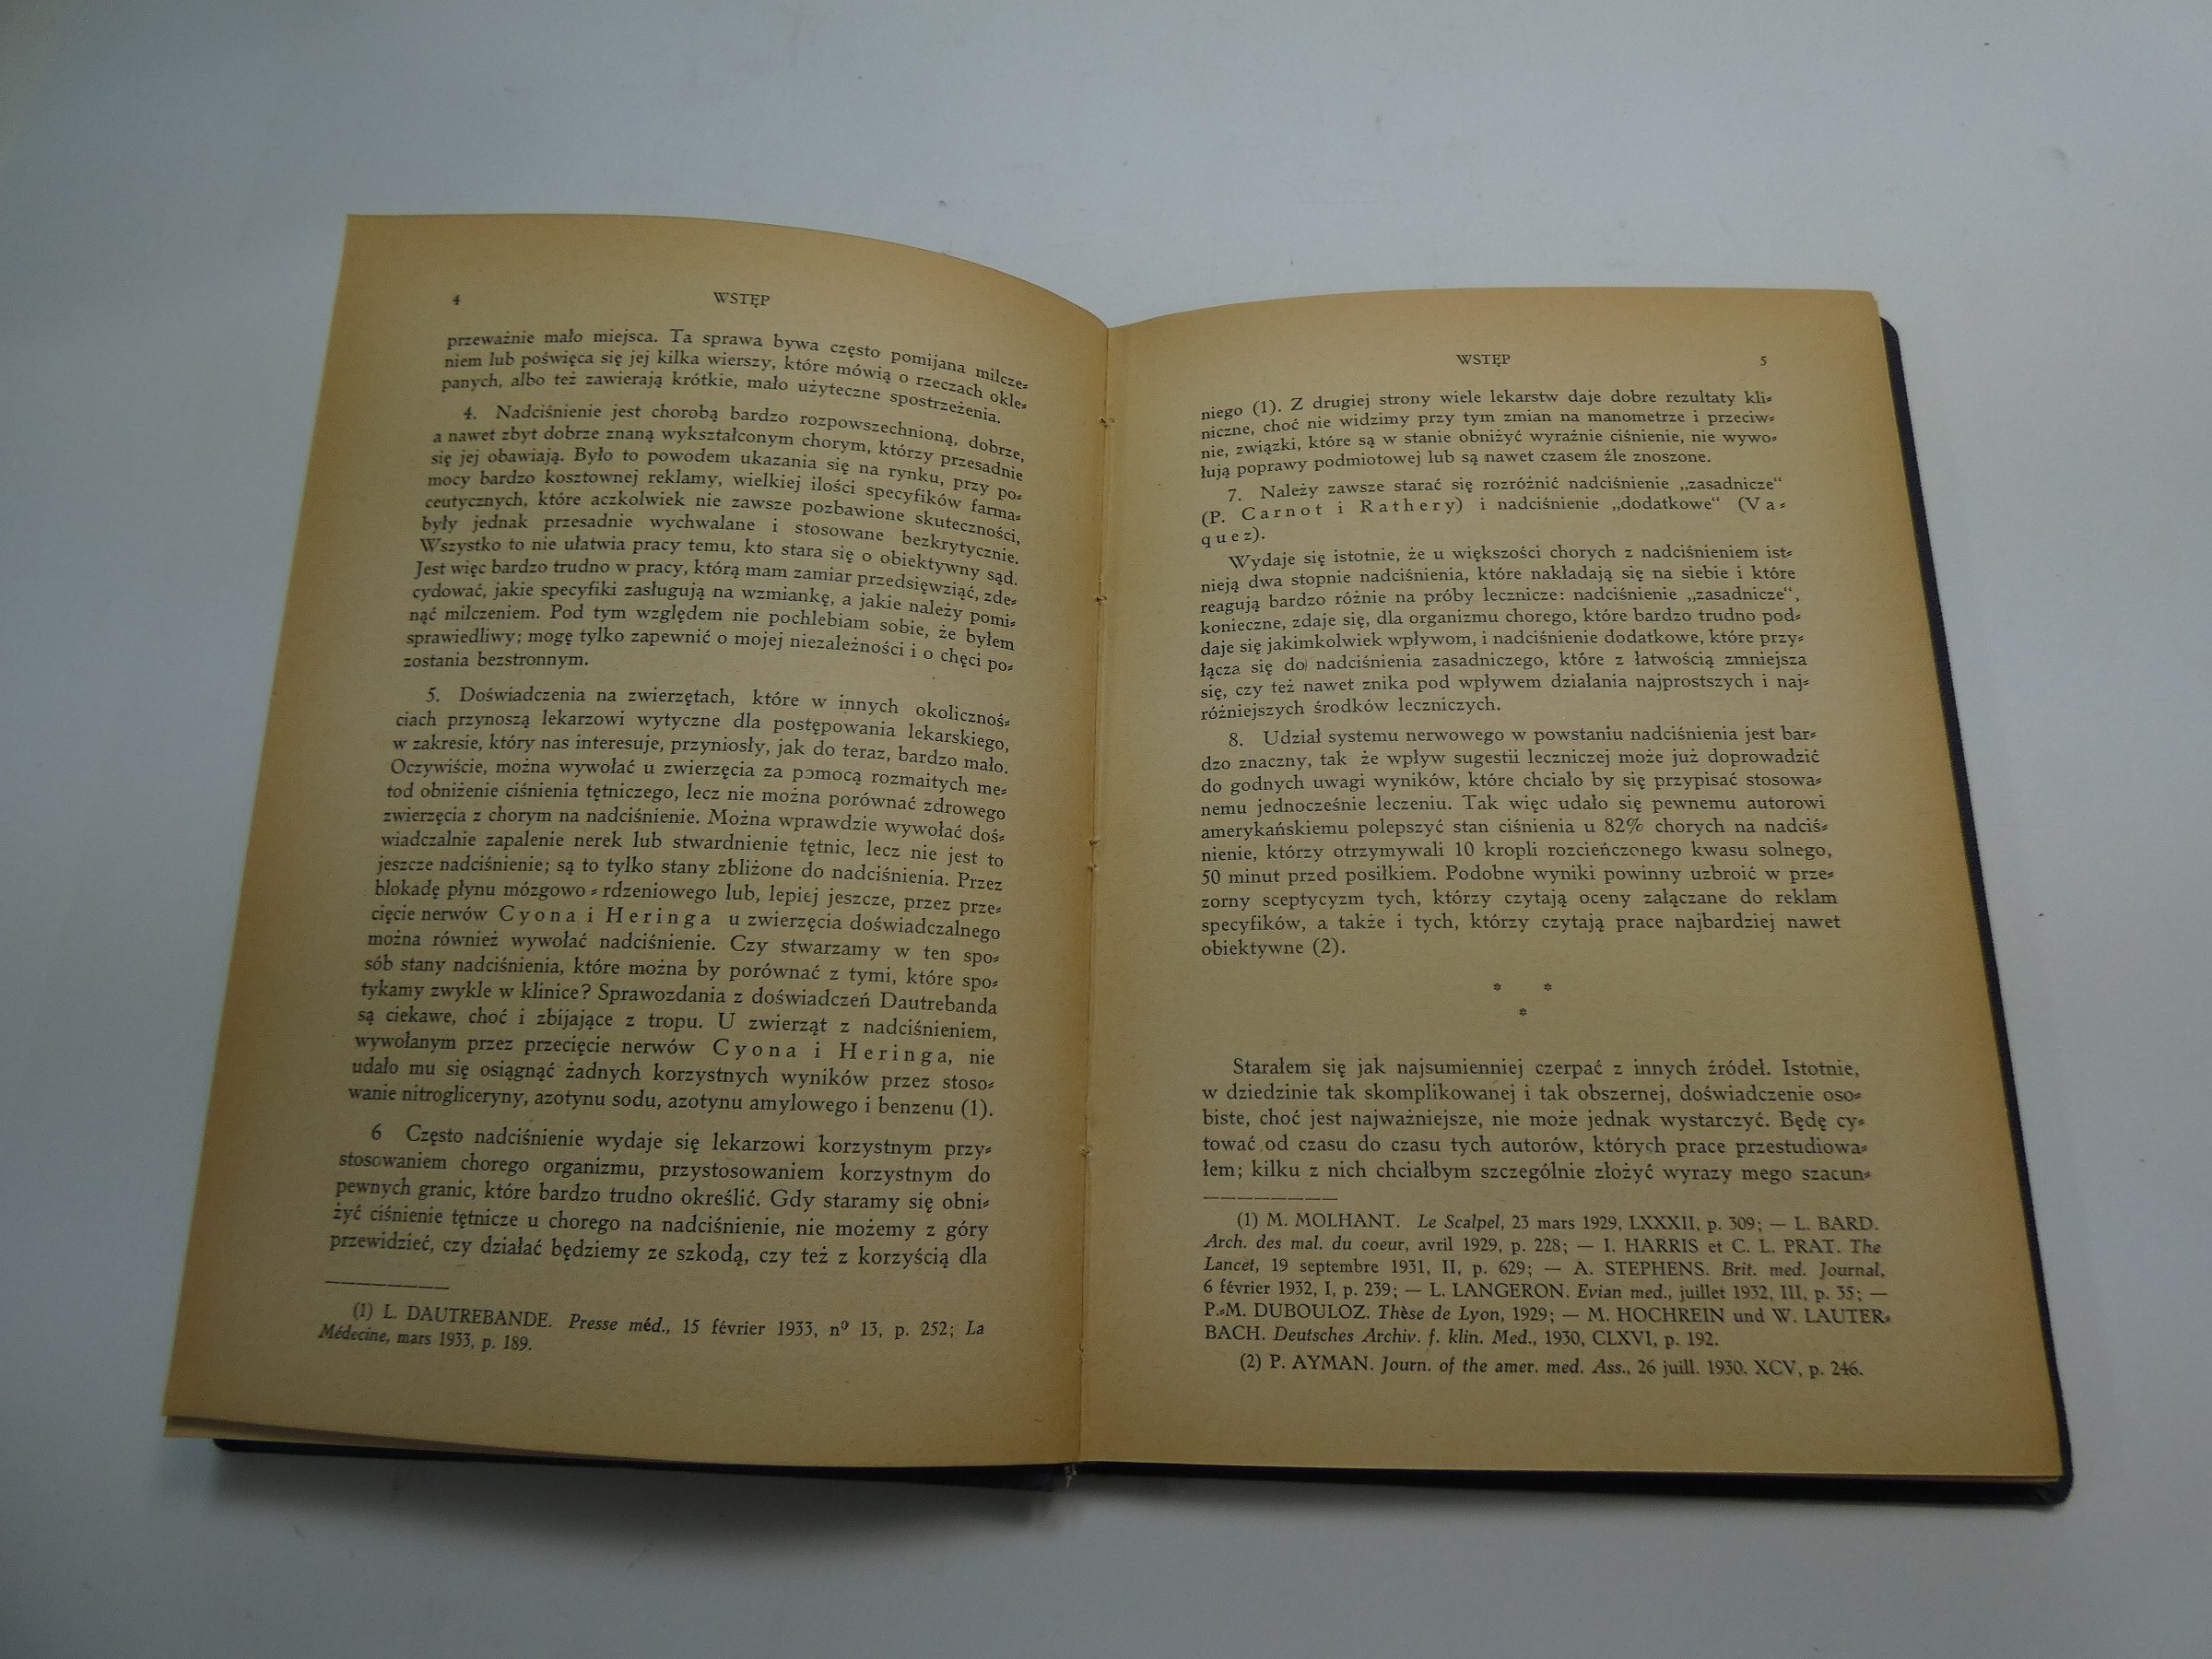 4 WSTĘP
przeważnie mało miejsca. Ta sprawa bywa często pomijana milcze⸗
niem lub poświęca się jej kilka wierszy, które mówią o rzeczach okle⸗
panych, albo też zawierają krótkie, mało użyteczne spostrzeżenia.
4. Nadciśnienie jest chorobą bardzo rozpowszechnioną, dobrze,
a nawet zbyt dobrze znaną wykształconym chorym, którzy przesadnie
się jej obawiają. Było to powodem ukazania się na rynku, przy po⸗
mocy bardzo kosztownej reklamy, wielkiej ilości specyfików farma⸗
ceutycznych, które aczkolwiek nie zawsze pozbawione skuteczności,
były jednak przesadnie wychwalane i stosowane bezkrytycznie.
Wszystko to nie ułatwia pracy temu, kto stara się o obiektywny sąd.
Jest więc bardzo trudno w pracy, którą mam zamiar przedsięwziąć, zde⸗
cydować, jakie specyfiki zasługują na wzmiankę, a jakie należy pomi⸗
nąć milczeniem. Pod tym względem nie pochlebiam sobie, że byłem
sprawiedliwy; mogę tylko zapewnić o mojej niezależności i o chęci po⸗
zostania bezstronnym.
5. Doświadczenia na zwierzętach, które w innych okolicznoś⸗
ciach przynoszą lekarzowi wytyczne dla postępowania lekarskiego,
w zakresie, który nas interesuje, przyniosły, jak do teraz, bardzo mało.
Oczywiście, można wywołać u zwierzęcia za pomocą rozmaitych me⸗
tod obniżenie ciśnienia tętniczego, lecz nie można porównać zdrowego
zwierzęcia z chorym na nadciśnienie. Można wprawdzie wywołać doś⸗
wiadczalnie zapalenie nerek lub stwardnienie tętnic, lecz nie jest to
jeszcze nadciśnienie; są to tylko stany zbliżone do nadciśnienia. Przez
blokadę płynu mózgowo⸗rdzeniowego lub, lepiej jeszcze, przez prze⸗
cięcie nerwów Cyona i Heringa u zwierzęcia doświadczalnego
można również wywołać nadciśnienie. Czy stwarzamy w ten spo⸗
sób stany nadciśnienia, które można by porównać z tymi, które spo⸗
tykamy zwykle w klinice? Sprawozdania z doświadczeń Dautrebanda
są ciekawe, choć i zbijające z tropu. U zwierząt z nadciśnieniem,
wywołanym przez przecięcie nerwów Cyona i Heringa, nie
udało mu się osiągnąć żadnych korzystnych wyników przez stoso⸗
wanie nitrogliceryny, azotynu sodu, azotynu amylowego i benzenu (1).
6 Często nadciśnienie wydaje się lekarzowi korzystnym przy⸗
stosowaniem chorego organizmu, przystosowaniem korzystnym do
pewnych granic, które bardzo trudno określić. Gdy staramy się obni⸗
żyć ciśnienie tętnicze u chorego na nadciśnienie, nie możemy z góry
przewidzieć, czy działać będziemy ze szkodą, czy też z korzyścią dla
(1) L. DAUTREBANDE. Presse méd., 15 février 1933, nº 13, p. 252; La
Médecine, mars 1933, p. 189.
WSTĘP 5
niego (1). Z drugiej strony wiele lekarstw daje dobre rezultaty kli⸗
niczne, choć nie widzimy przy tym zmian na manometrze i przeciw⸗
nie, związki, które są w stanie obniżyć wyraźnie ciśnienie, nie wywo⸗
łują poprawy podmiotowej lub są nawet czasem źle znoszone.
7. Należy zawsze starać się rozróżnić nadciśnienie „zasadnicze“
(P. Carnot i Rathery) i nadciśnienie „dodatkowe“ (Va⸗
quez).
Wydaje się istotnie, że u większości chorych z nadciśnieniem ist⸗
nieją dwa stopnie nadciśnienia, które nakładają się na siebie i które
reagują bardzo różnie na próby lecznicze: nadciśnienie „zasadnicze“,
konieczne, zdaje się, dla organizmu chorego, które bardzo trudno pod⸗
daje się jakimkolwiek wpływom, i nadciśnienie dodatkowe, które przy⸗
łącza się do nadciśnienia zasadniczego, które z łatwością zmniejsza
się, czy też nawet znika pod wpływem działania najprostszych i naj⸗
różniejszych środków leczniczych.
8. Udział systemu nerwowego w powstaniu nadciśnienia jest bar⸗
dzo znaczny, tak że wpływ sugestii leczniczej może już doprowadzić
do godnych uwagi wyników, które chciało by się przypisać stosowa⸗
nemu jednocześnie leczeniu. Tak więc udało się pewnemu autorowi
amerykańskiemu polepszyć stan ciśnienia u 82% chorych na nadciś⸗
nienie, którzy otrzymywali 10 kropli rozcieńczonego kwasu solnego,
50 minut przed posiłkiem. Podobne wyniki powinny uzbroić w prze⸗
zorny sceptycyzm tych, którzy czytają oceny załączane do reklam
specyfików, a także i tych, którzy czytają prace najbardziej nawet
obiektywne (2).
* *
*
Starałem się jak najsumienniej czerpać z innych źródeł. Istotnie,
w dziedzinie tak skomplikowanej i tak obszernej, doświadczenie oso⸗
biste, choć jest najważniejsze, nie może jednak wystarczyć. Będę cy⸗
tować od czasu do czasu tych autorów, których prace przestudiowa⸗
łem; kilku z nich chciałbym szczególnie złożyć wyrazy mego szacun⸗
(1) M. MOLHANT. Le Scalpel, 23 mars 1929, LXXXII, p. 309; — L. BARD.
Arch. des mal. du coeur, avril 1929, p. 228; — I. HARRIS et C. L. PRAT. The
Lancet, 19 septembre 1931, II, p. 629; — A. STEPHENS. Brit. med. Journal,
6 février 1932, I, p. 239; — L. LANGERON. Evian med., juillet 1932, III, p. 35; —
P.⸗M. DUBOULOZ. Thèse de Lyon, 1929; — M. HOCHREIN und W. LAUTER⸗
BACH. Deutsches Archiv. f. klin. Med., 1930, CLXVI, p. 192.
(2) P. AYMAN. Journ. of the amer. med. Ass., 26 juill. 1930. XCV, p. 246.